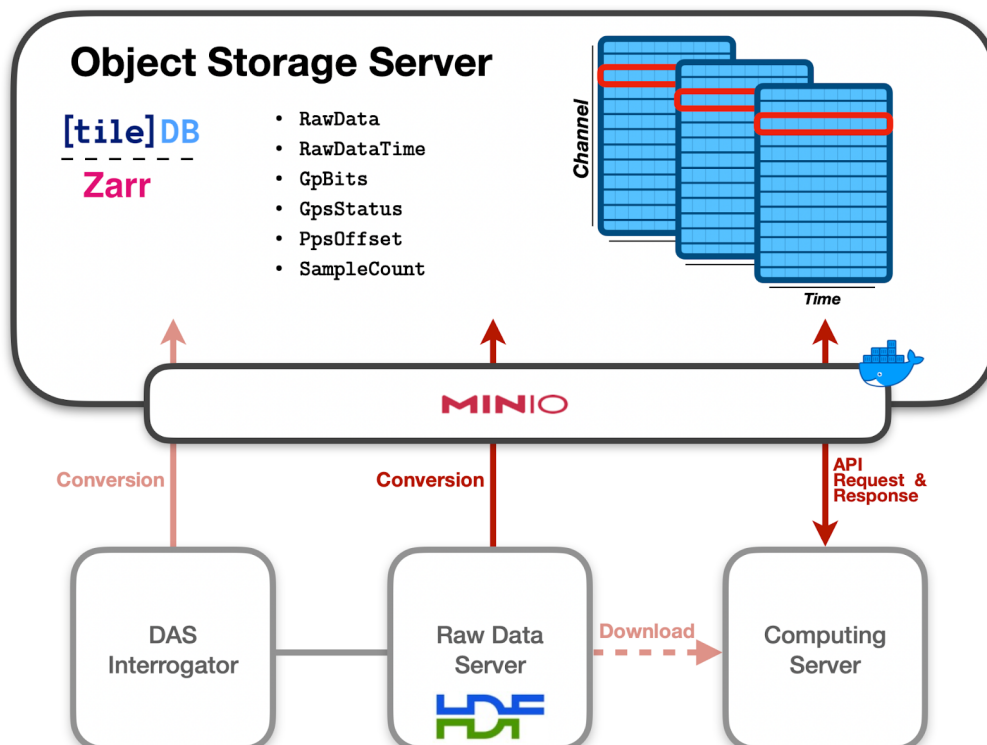 Object Storage Server
[tile]DB
Zarr
• RawData
• RawDataTime
• GpBits
• GpsStatus
• PpsOffset
• SampleCount
Channel
Time
MINIO
Conversion
Conversion
API
Request &
Response
DAS
Interrogator
Raw Data
Server
HDF
Download
Computing
Server